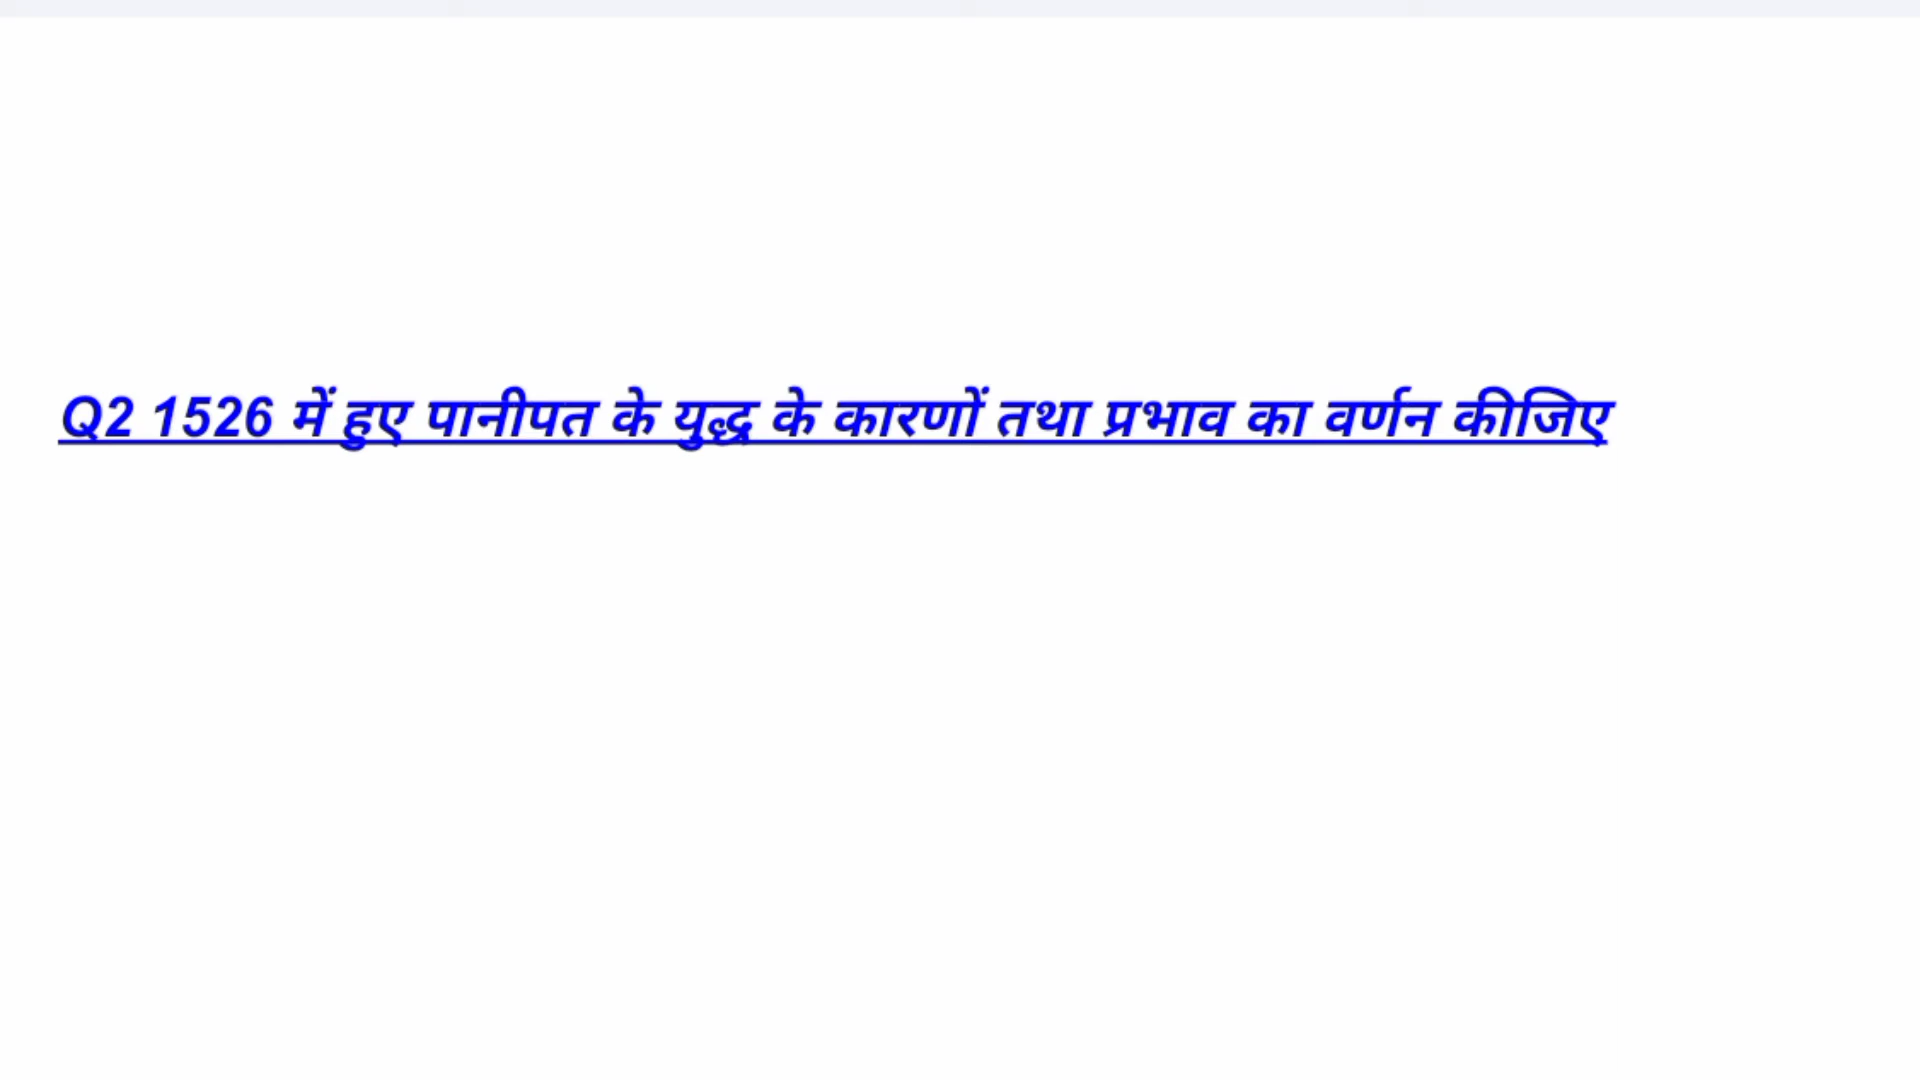 Q2 1526 में हुए पानीपत के युद्ध के कारणों तथा प्रभाव का वर्णन कीजिए